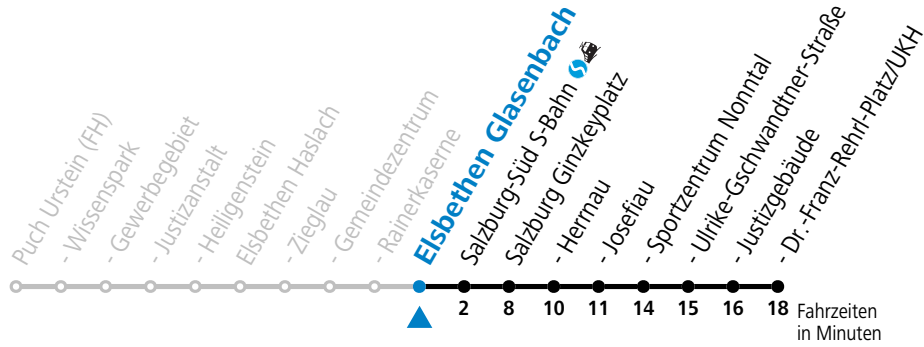 Puch Urstein (FH)
- Wissenspark
- Gewerbegebiet
- Justizanstalt
- Heiligenstein
Elsbethen Haslach
- Zieglau
- Gemeindezentrum
- Rainerkaserne
Elsbethen Glasenbach
Salzburg-Süd S-Bahn
Salzburg Ginzkeyplatz
- Herrnau
- Josefiau
- Sportzentrum Nonntal
- Ulrike-Gschwandtner-Straße
- Justizgebäude
- Dr.-Franz-Rehrl-Platz/UKH
2 8 10 11 14 15 16 18 Fahrzeiten
in Minuten